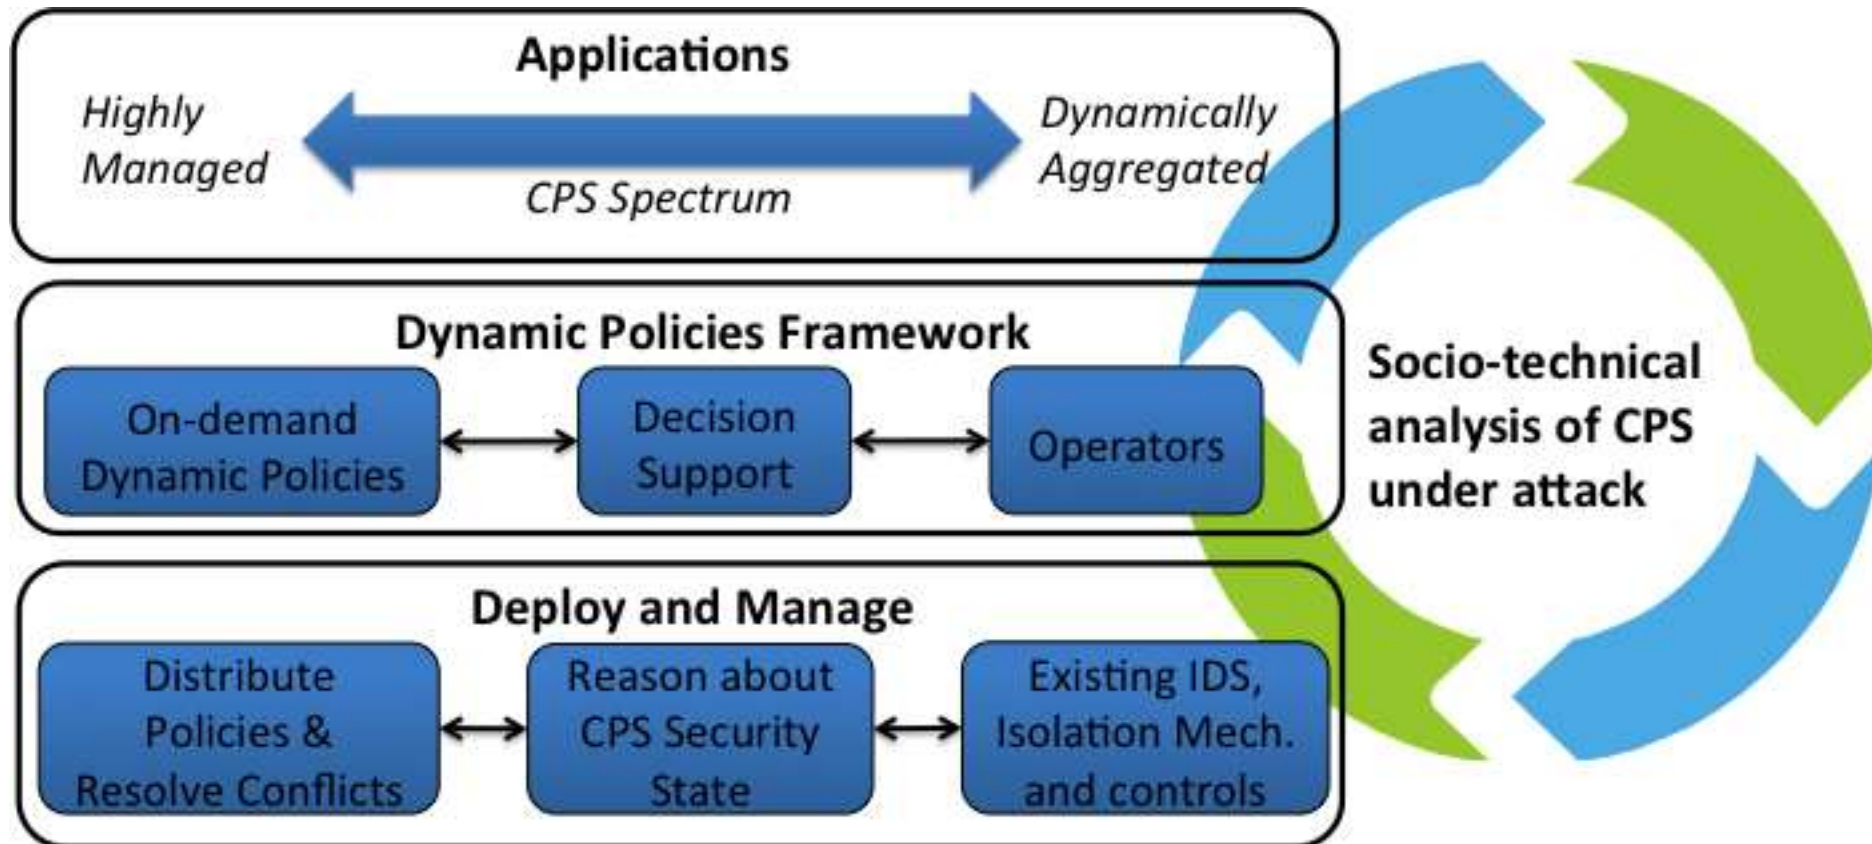 Applications
Highly
Managed
Dynamically
Aggregated
CPS Spectrum
Dynamic Policies Framework
On-demand
Dynamic Policies
Decision
Support
Operators
Socio-technical
analysis of CPS
under attack
Deploy and Manage
Distribute
Policies &
Resolve Conflicts
Reason about
CPS Security
State
Existing IDS,
Isolation Mech.
and controls